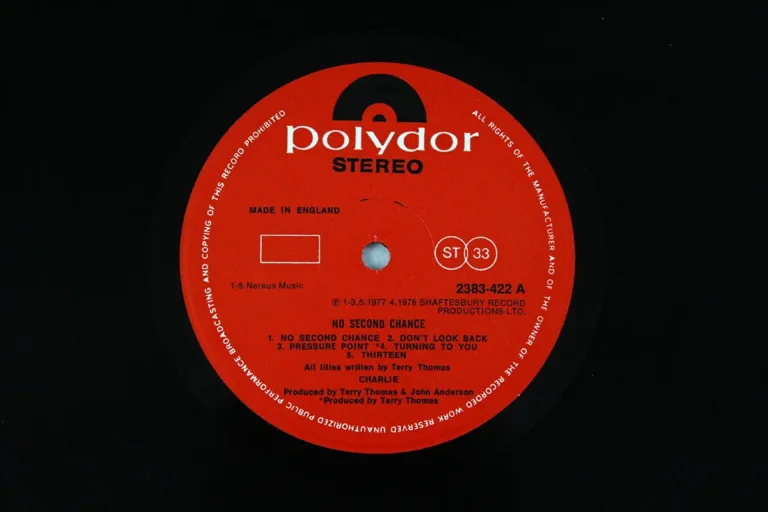 polydor
STEREO
MADE IN ENGLAND
ST 33
2383-422 A
1-5. Nerous Music
℗ 1-3,5.1977 4.1976 SHAFTESBURY RECORD
PRODUCTIONS LTD.
NO SECOND CHANCE
1. NO SECOND CHANCE 2. DON'T LOOK BACK
3. PRESSURE POINT *4. TURNING TO YOU
5. THIRTEEN
All titles written by Terry Thomas
CHARLIE
Produced by Terry Thomas & John Anderson
*Produced by Terry Thomas
ALL RIGHTS OF THE MANUFACTURER AND OF THE OWNER OF THE RECORDED WORK RESERVED UNAUTHORIZED PUBLIC PERFORMANCE BROADCASTING AND COPYING OF THIS RECORD PROHIBITED